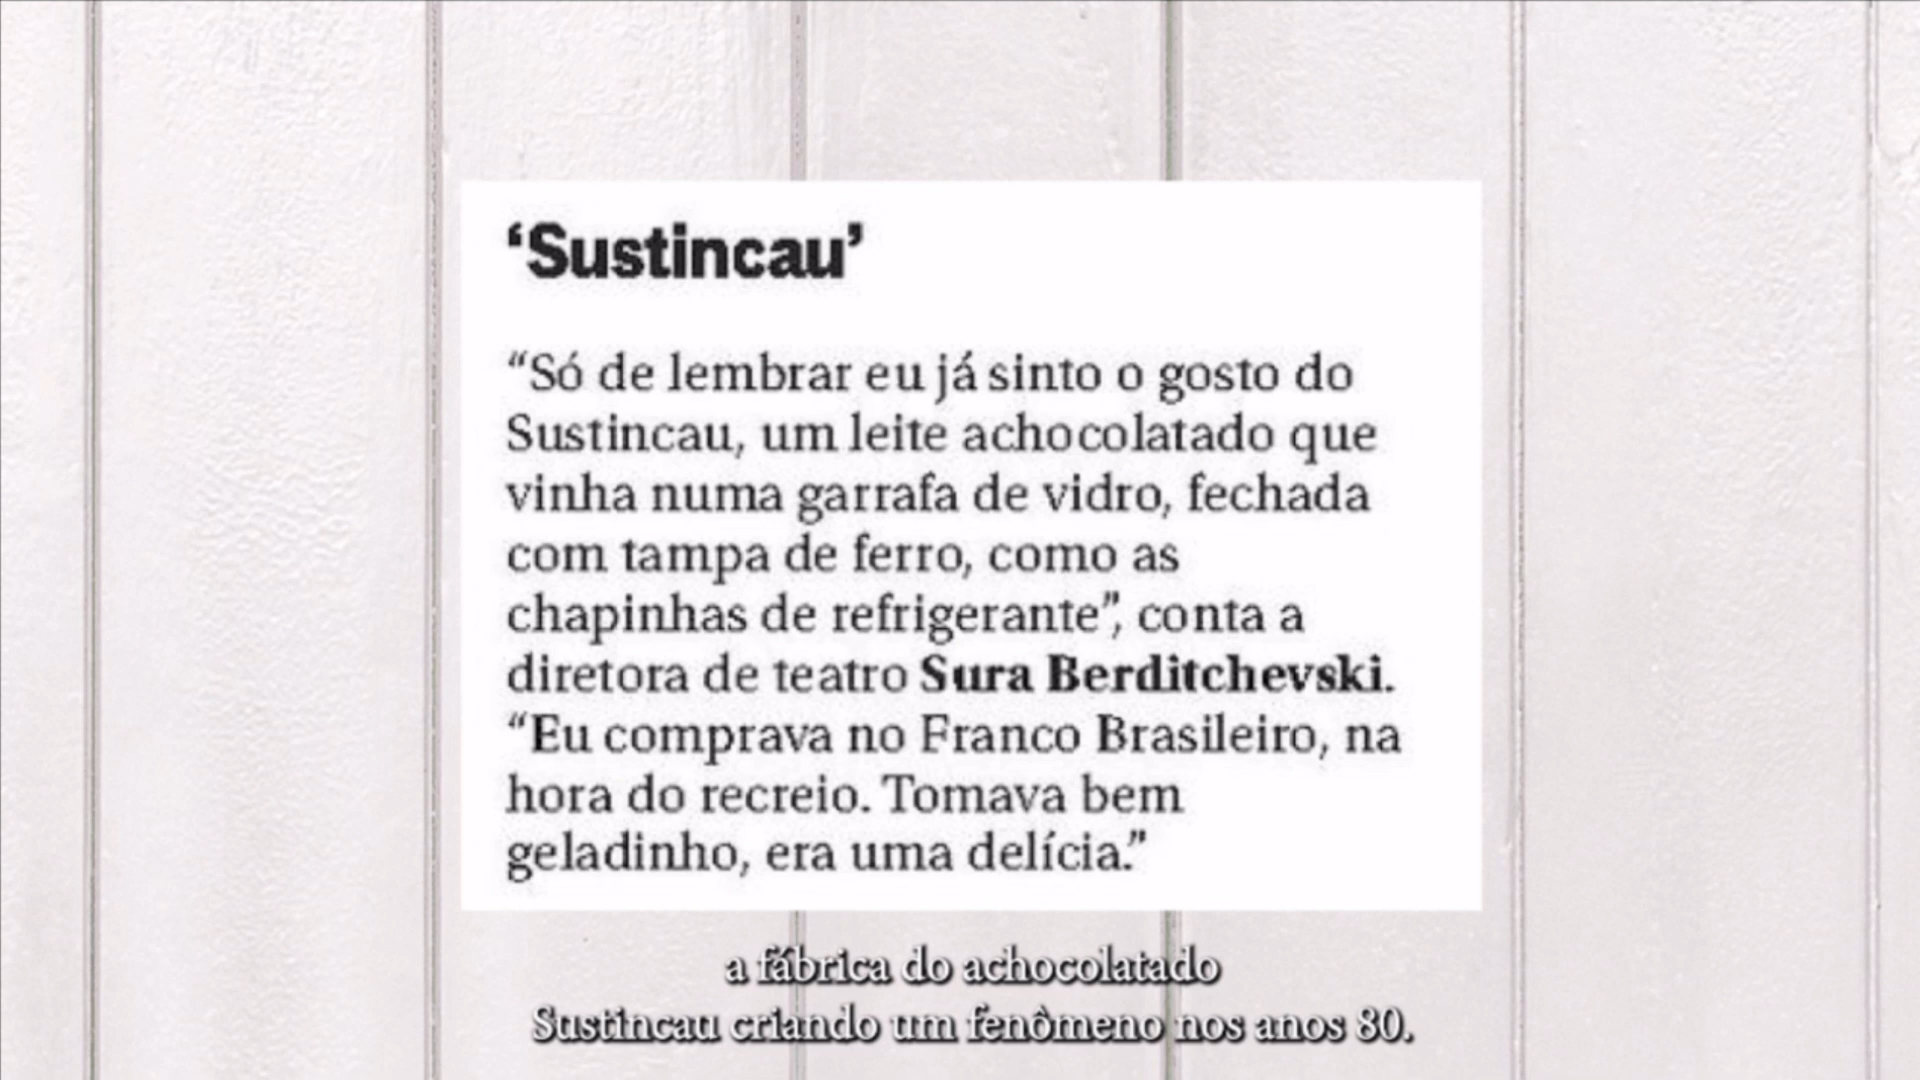 ‘Sustincau’
“Só de lembrar eu já sinto o gosto do
Sustincau, um leite achocolatado que
vinha numa garrafa de vidro, fechada
com tampa de ferro, como as
chapinhas de refrigerante”, conta a
diretora de teatro Sura Berditchevski.
“Eu comprava no Franco Brasileiro, na
hora do recreio. Tomava bem
geladinho, era uma delícia.”
a fábrica do achocolatado
Sustincau criando um fenômeno nos anos 80.